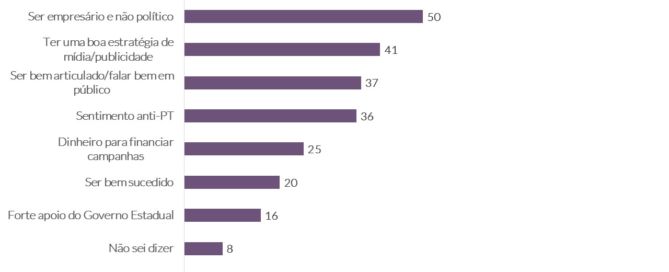 Ser empresário e não político 50
Ter uma boa estratégia de
mídia/publicidade 41
Ser bem articulado/falar bem em
público 37
Sentimento anti-PT 36
Dinheiro para financiar
campanhas 25
Ser bem sucedido 20
Forte apoio do Governo Estadual 16
Não sei dizer 8